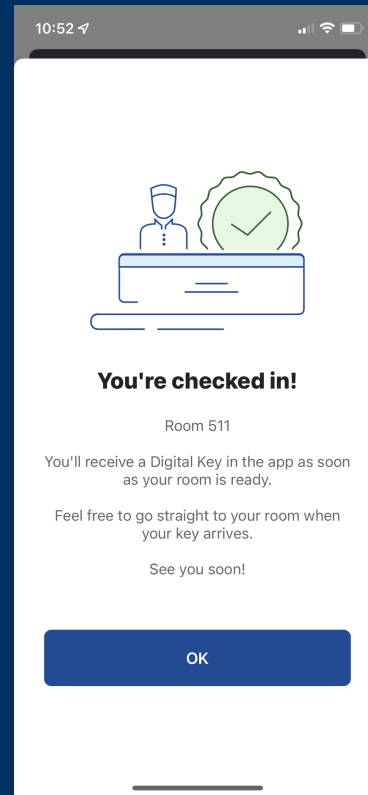 10:52
You're checked in!
Room 511
You'll receive a Digital Key in the app as soon
as your room is ready.
Feel free to go straight to your room when
your key arrives.
See you soon!
OK